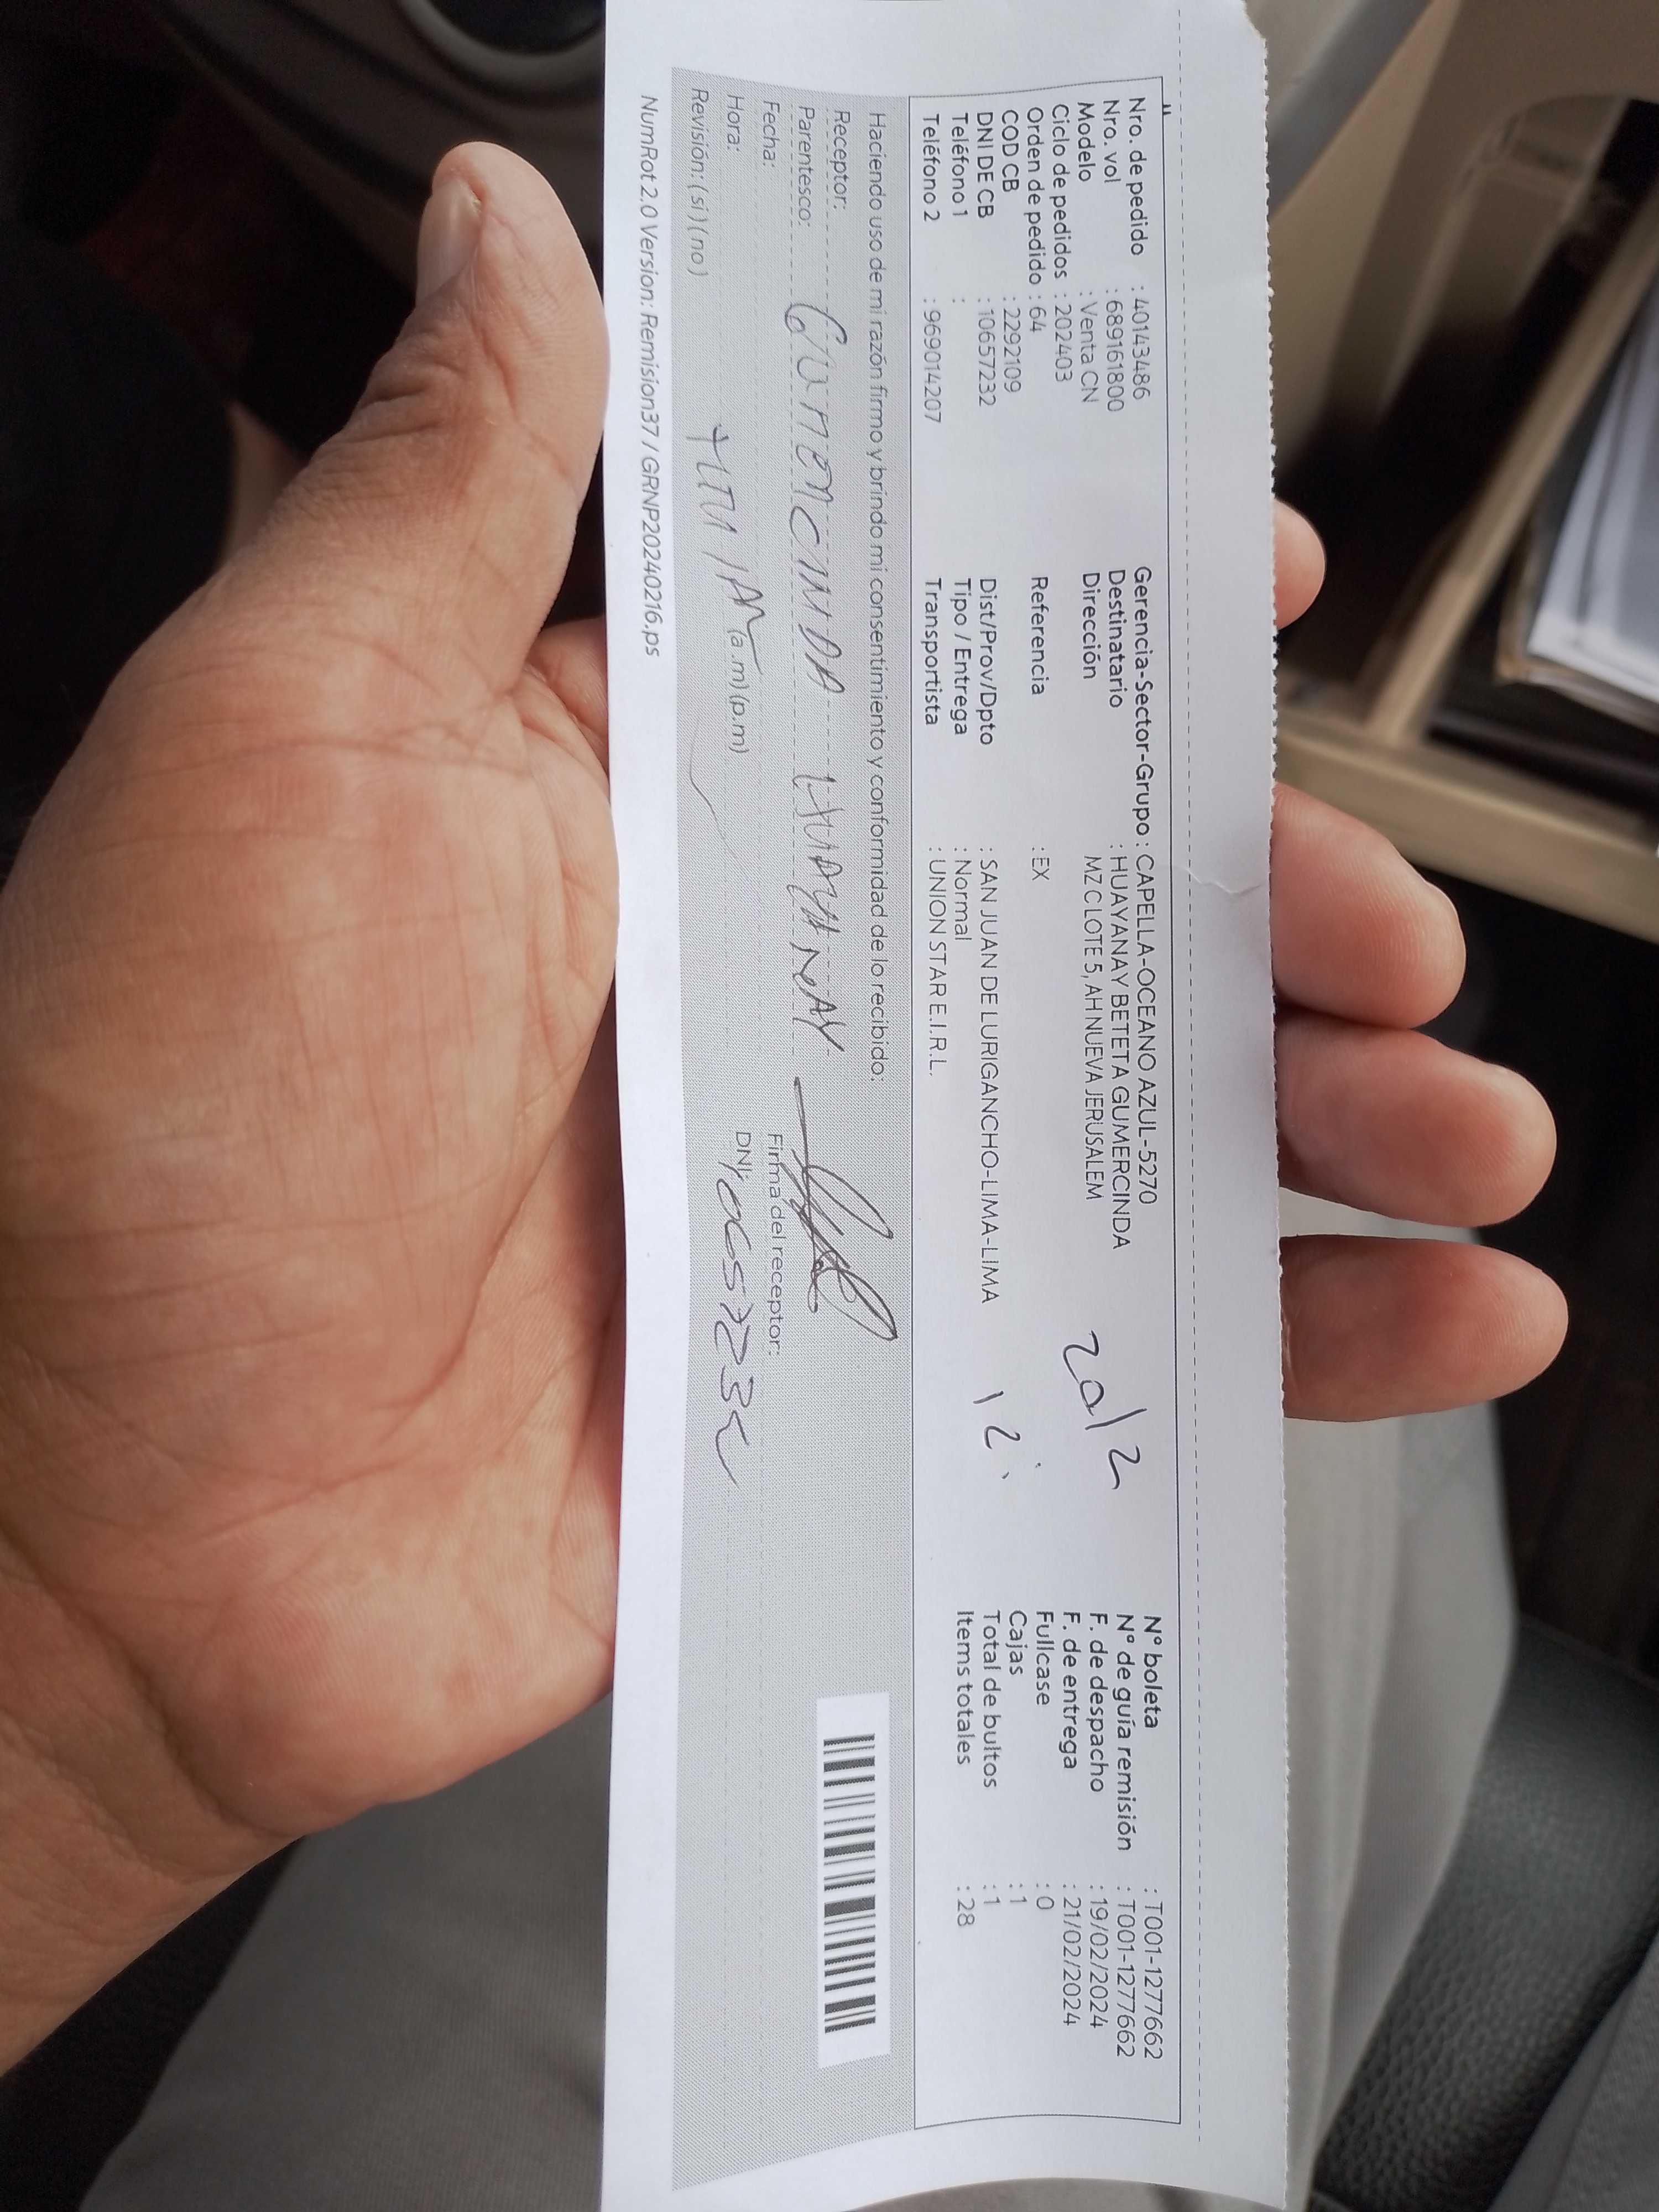 Nro. de pedido : 40143486
Nro. vol : 689161800
Modelo : Venta CN
Ciclo de pedidos : 202403
Orden de pedido : 64
COD CB : 2292109
DNI DE CB : 10657232
Teléfono 1 :
Teléfono 2 : 969014207
Gerencia-Sector-Grupo : CAPELLA-OCEANO AZUL-5270
Destinatario : HUAYANAY BETETA GUMERCINDA
Dirección MZ C LOTE 5, AH NUEVA JERUSALEM
Referencia : EX
Dist/Prov/Dpto : SAN JUAN DE LURIGANCHO-LIMA-LIMA
Tipo / Entrega : Normal
Transportista : UNION STAR E.I.R.L.
20/2
12
N° boleta : T001-1277662
N° de guía remisión : T001-1277662
F. de despacho : 19/02/2024
F. de entrega : 21/02/2024
Fullcase : 0
Cajas : 1
Total de bultos : 1
Items totales : 28
Haciendo uso de mi razón firmo y brindo mi consentimiento y conformidad de lo recibido:
Receptor:
Parentesco:
Fecha:
Hora: (a.m)(p.m)
Revisión: (si) (no)
HUAYANAY
Firma del receptor:
DNI:
NumRot2.0 Version: Remision37 / GRNP20240216.ps